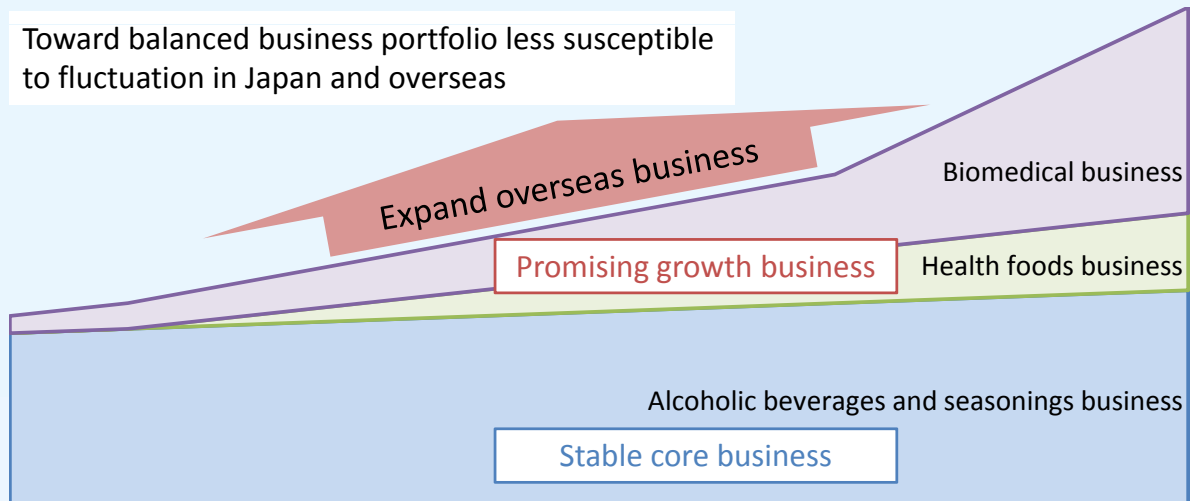 Toward balanced business portfolio less susceptible
to fluctuation in Japan and overseas
Expand overseas business
Biomedical business
Promising growth business
Health foods business
Alcoholic beverages and seasonings business
Stable core business